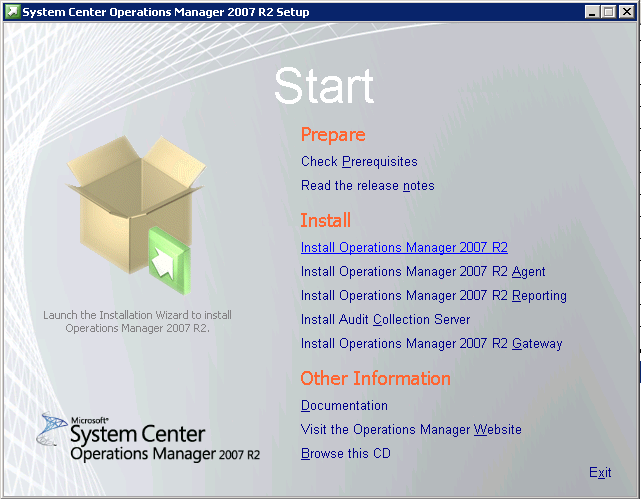 System Center Operations Manager 2007 R2 Setup
Start
Prepare
Check Prerequisites
Read the release notes
Install
Install Operations Manager 2007 R2
Install Operations Manager 2007 R2 Agent
Install Operations Manager 2007 R2 Reporting
Install Audit Collection Server
Install Operations Manager 2007 R2 Gateway
Launch the Installation Wizard to install
Operations Manager 2007 R2.
Other Information
Documentation
Visit the Operations Manager Website
Browse this CD
Microsoft®
System Center
Operations Manager 2007 R2
Exit